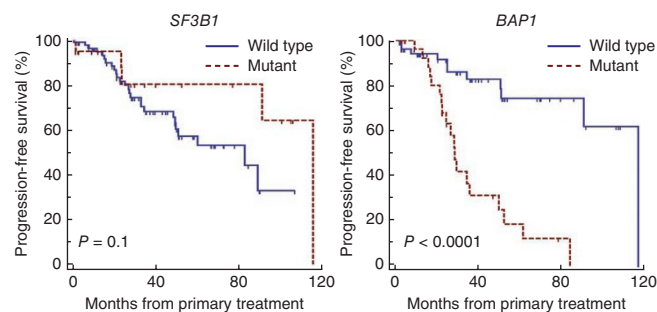 SF3B1
100
80
60
40
20
0
Progression-free survival (%)
Wild type
Mutant
P = 0.1
0 40 80 120
Months from primary treatment
BAP1
100
80
60
40
20
0
Progression-free survival (%)
Wild type
Mutant
P < 0.0001
0 40 80 120
Months from primary treatment